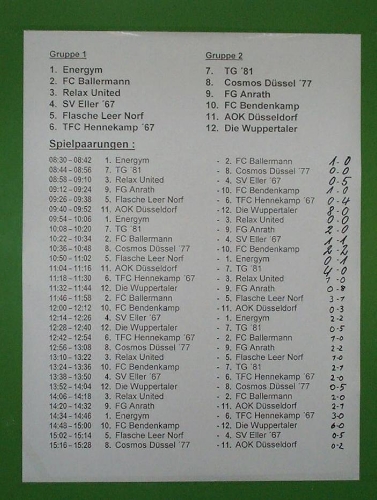 Gruppe 1 Gruppe 2
1. Energym 7. TG ´81
2. FC Ballermann 8. Cosmos Düssel ´77
3. Relax United 9. FG Anrath
4. SV Eller ´67 10. FC Bendenkamp
5. Flasche Leer Norf 11. AOK Düsseldorf
6. TFC Hennekamp ´67 12. Die Wuppertaler
Spielpaarungen :
08:30 - 08:42 1. Energym - 2. FC Ballermann 1-0
08:44 - 08:56 7. TG ´81 - 8. Cosmos Düssel ´77 0-0
08:58 - 09:10 3. Relax United - 4. SV Eller ´67 0-5
09:12 - 09:24 9. FG Anrath -10. FC Bendenkamp 1-0
09:26 - 09:38 5. Flasche Leer Norf - 6. TFC Hennekamp ´67 0-4
09:40 - 09:52 11. AOK Düsseldorf -12. Die Wuppertaler 8-0
09:54 - 10:06 1. Energym - 3. Relax United 1-0
10:08 - 10:20 7. TG ´81 - 9. FG Anrath 2-0
10:22 - 10:34 2. FC Ballermann - 4. SV Eller ´67 1-1
10:36 - 10:48 8. Cosmos Düssel ´77 -10. FC Bendenkamp 2-2
10:50 - 11:02 5. Flasche Leer Norf - 1. Energym 0-1
11:04 - 11:16 11. AOK Düsseldorf - 7. TG ´81 4-0
11:18 - 11:30 6. TFC Hennekamp ´67 - 3. Relax United 1-0
11:32 - 11:44 12. Die Wuppertaler - 9. FG Anrath 0-8
11:46 - 11:58 2. FC Ballermann - 5. Flasche Leer Norf 3-1
12:00 - 12:12 10. FC Bendenkamp -11. AOK Düsseldorf 0-3
12:14 - 12:26 4. SV Eller ´67 - 1. Energym 2-2
12:28 - 12:40 12. Die Wuppertaler - 7. TG ´81 0-5
12:42 - 12:54 6. TFC Hennekamp ´67 - 2. FC Ballermann 1-0
12:56 - 13:08 8. Cosmos Düssel ´77 - 9. FG Anrath 2-2
13:10 - 13:22 3. Relax United - 5. Flasche Leer Norf 1-0
13:24 - 13:36 10. FC Bendenkamp - 7. TG ´81 2-1
13:38 - 13:50 4. SV Eller ´67 - 6. TFC Hennekamp ´67 2-0
13:52 - 14:04 12. Die Wuppertaler - 8. Cosmos Düssel ´77 0-5
14:06 - 14:18 3. Relax United - 2. FC Ballermann 2-0
14:20 - 14:32 9. FG Anrath -11. AOK Düsseldorf 2-1
14:34 - 14:46 1. Energym - 6. TFC Hennekamp ´67 3-0
14:48 - 15:00 10. FC Bendenkamp -12. Die Wuppertaler 6-0
15:02 - 15:14 5. Flasche Leer Norf - 4. SV Eller ´67 0-5
15:16 - 15:28 8. Cosmos Düssel ´77 -11. AOK Düsseldorf 0-2